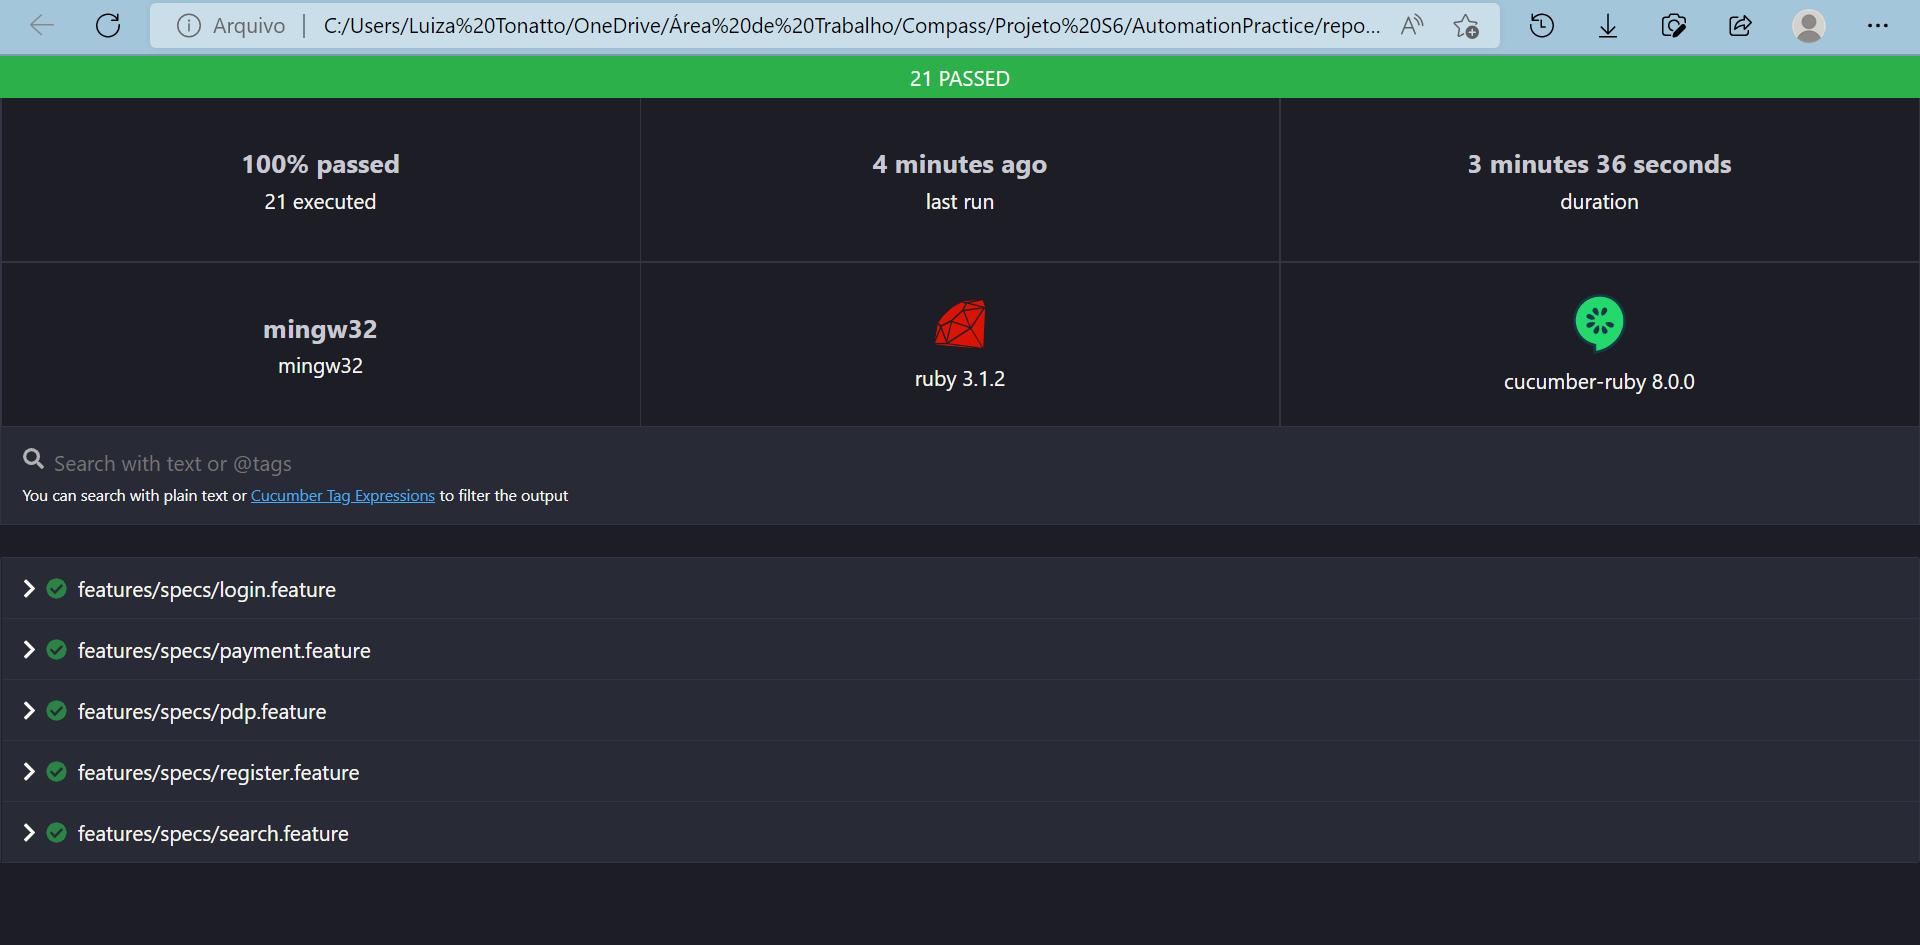 Arquivo C:/Users/Luiza%20Tonatto/OneDrive/Área%20de%20Trabalho/Compass/Projeto%20S6/AutomationPractice/repo...
21 PASSED
100% passed
21 executed
4 minutes ago
last run
3 minutes 36 seconds
duration
mingw32
mingw32
ruby 3.1.2
cucumber-ruby 8.0.0
Search with text or @tags
You can search with plain text or Cucumber Tag Expressions to filter the output
features/specs/login.feature
features/specs/payment.feature
features/specs/pdp.feature
features/specs/register.feature
features/specs/search.feature